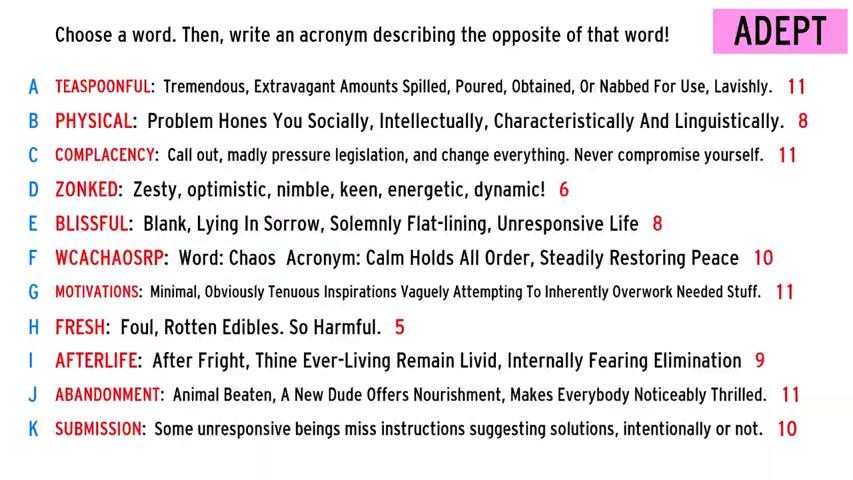 Choose a word. Then, write an acronym describing the opposite of that word!
ADEPT
A TEASPOONFUL: Tremendous, Extravagant Amounts Spilled, Poured, Obtained, Or Nabbed For Use, Lavishly. 11
B PHYSICAL: Problem Hones You Socially, Intellectually, Characteristically And Linguistically. 8
C COMPLACENCY: Call out, madly pressure legislation, and change everything. Never compromise yourself. 11
D ZONKED: Zesty, optimistic, nimble, keen, energetic, dynamic! 6
E BLISSFUL: Blank, Lying In Sorrow, Solemnly Flat-lining, Unresponsive Life 8
F WCACHAOSRP: Word: Chaos Acronym: Calm Holds All Order, Steadily Restoring Peace 10
G MOTIVATIONS: Minimal, Obviously Tenuous Inspirations Vaguely Attempting To Inherently Overwork Needed Stuff. 11
H FRESH: Foul, Rotten Edibles. So Harmful. 5
I AFTERLIFE: After Fright, Thine Ever-Living Remain Livid, Internally Fearing Elimination 9
J ABANDONMENT: Animal Beaten, A New Dude Offers Nourishment, Makes Everybody Noticeably Thrilled. 11
K SUBMISSION: Some unresponsive beings miss instructions suggesting solutions, intentionally or not. 10